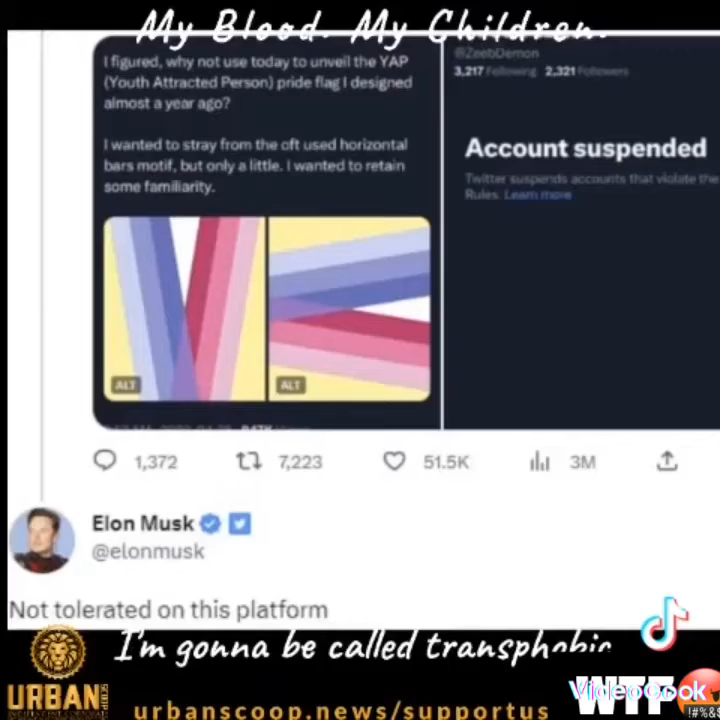 My Blood. My Children.
I figured, why not use today to unveil the YAP
(Youth Attracted Person) pride flag I designed
almost a year ago?
I wanted to stray from the oft used horizontal
bars motif, but only a little. I wanted to retain
some familiarity.
ALT
ALT
@ZeebDemon
3,217 Following 2,321 Followers
Account suspended
Twitter suspends accounts that violate the
Rules. Learn more
1,372 7,223 51.5K 3M
Elon Musk
@elonmusk
Not tolerated on this platform
I'm gonna be called transphobic
URBAN
SCOOP
urbanscoop.news/supportus
WTF
VideoCook
!#%&$